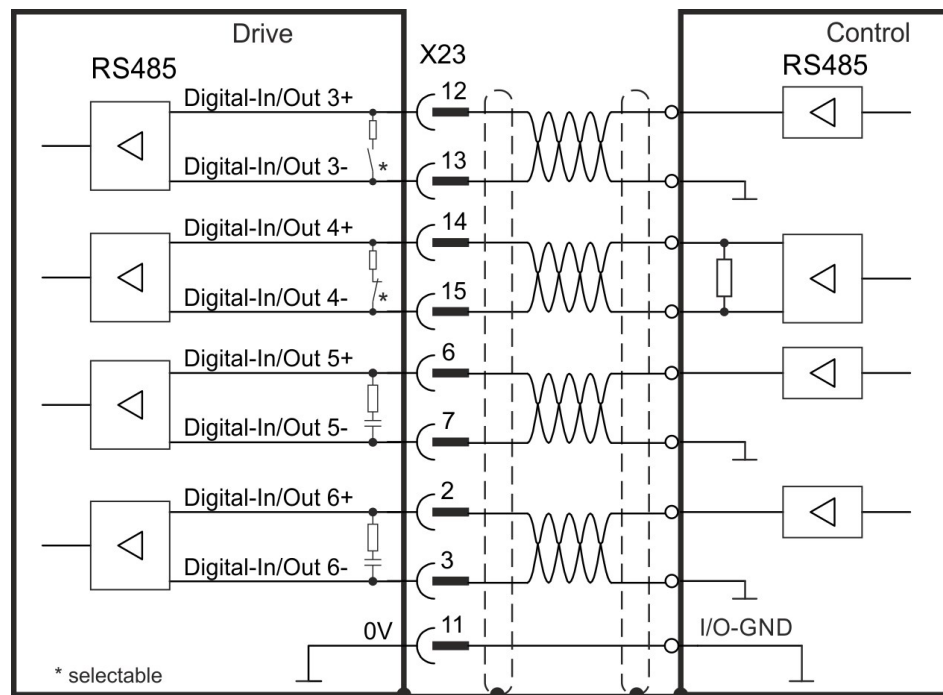 Drive
Control
RS485
X23
RS485
Digital-In/Out 3+
12
Digital-In/Out 3-
*
13
Digital-In/Out 4+
14
Digital-In/Out 4-
*
15
Digital-In/Out 5+
6
Digital-In/Out 5-
7
Digital-In/Out 6+
2
Digital-In/Out 6-
3
0V
11
I/O-GND
* selectable